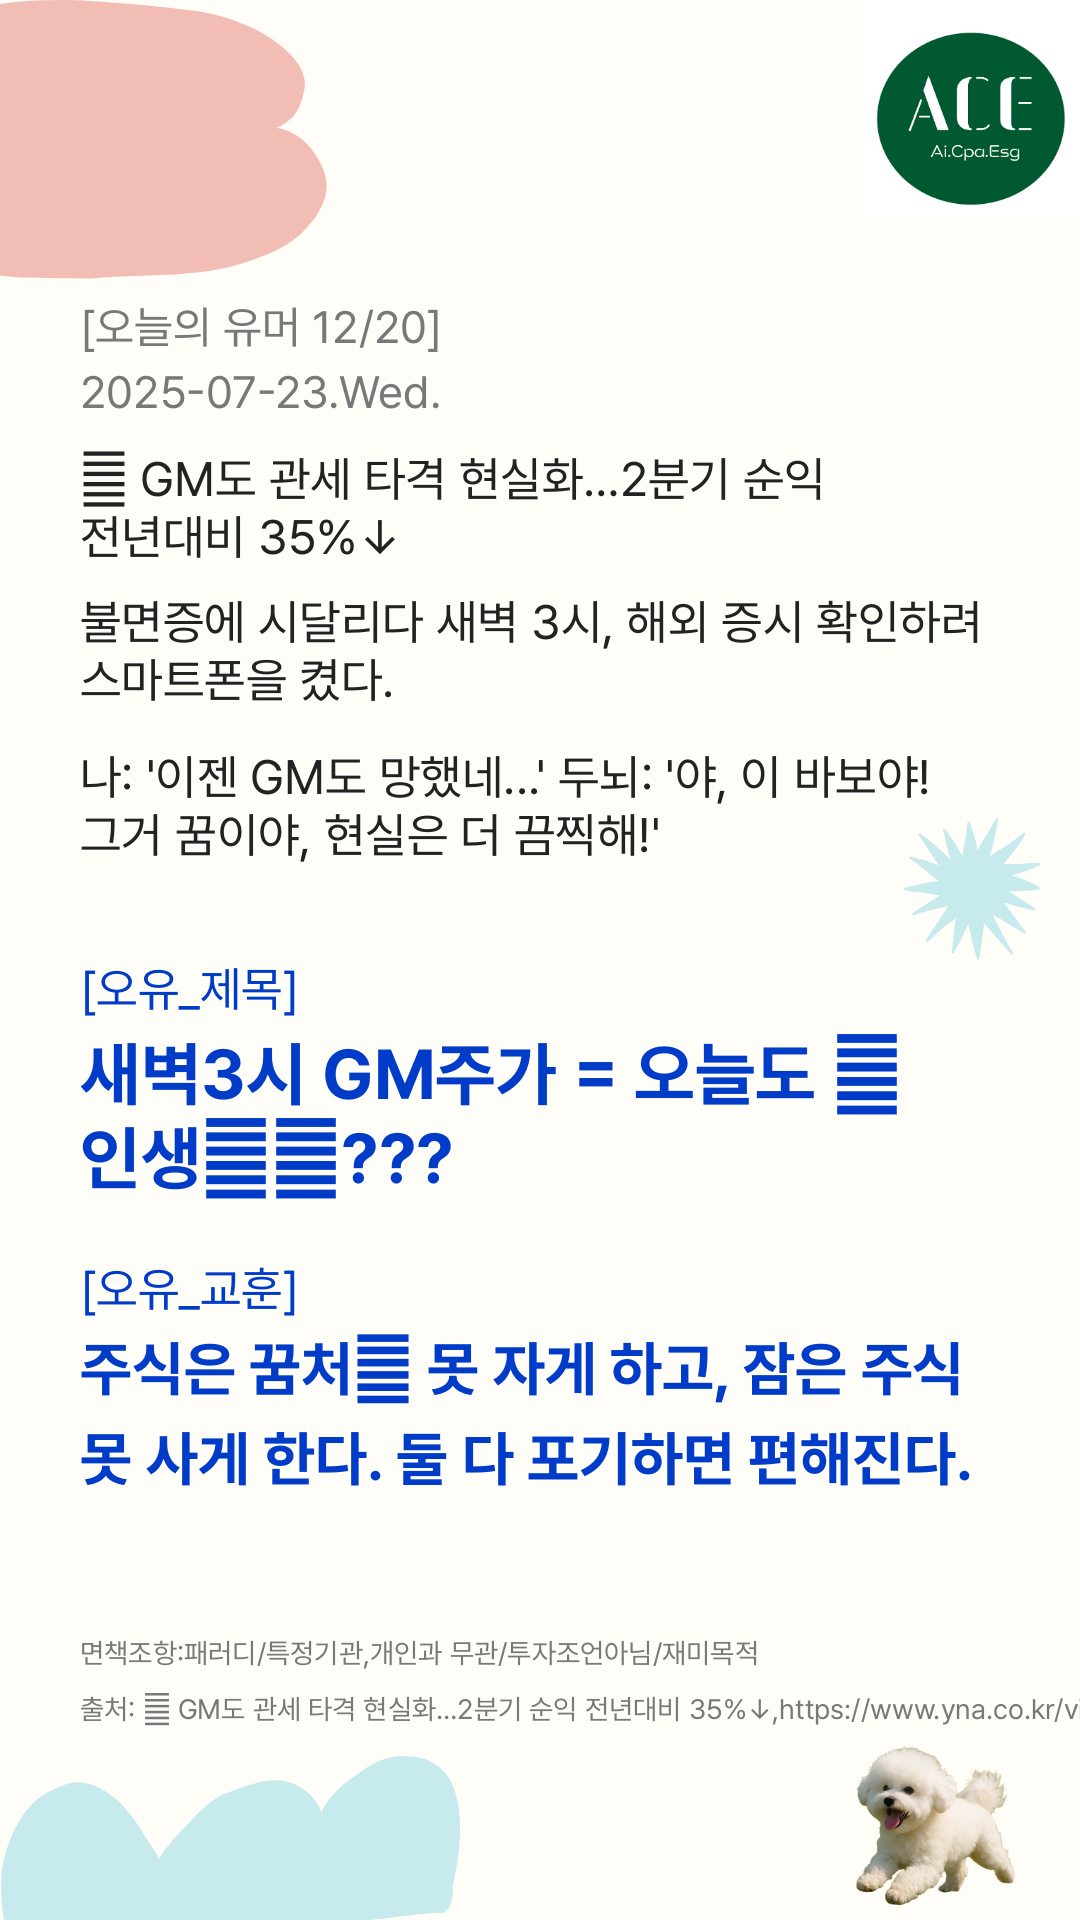 ACE
Ai.Cpa.Esg
[오늘의 유머 12/20]
2025-07-23.Wed.
GM도 관세 타격 현실화...2분기 순익
전년대비 35%↓
불면증에 시달리다 새벽 3시, 해외 증시 확인하려
스마트폰을 켰다.
나: '이젠 GM도 망했네...' 두뇌: '야, 이 바보야!
그거 꿈이야, 현실은 더 끔찍해!'
[오유_제목]
새벽3시 GM주가 = 오늘도
인생???
[오유_교훈]
주식은 꿈처 못 자게 하고, 잠은 주식
못 사게 한다. 둘 다 포기하면 편해진다.
면책조항:패러디/특정기관,개인과 무관/투자조언아님/재미목적
출처: GM도 관세 타격 현실화...2분기 순익 전년대비 35%↓,https://www.yna.co.kr/vi